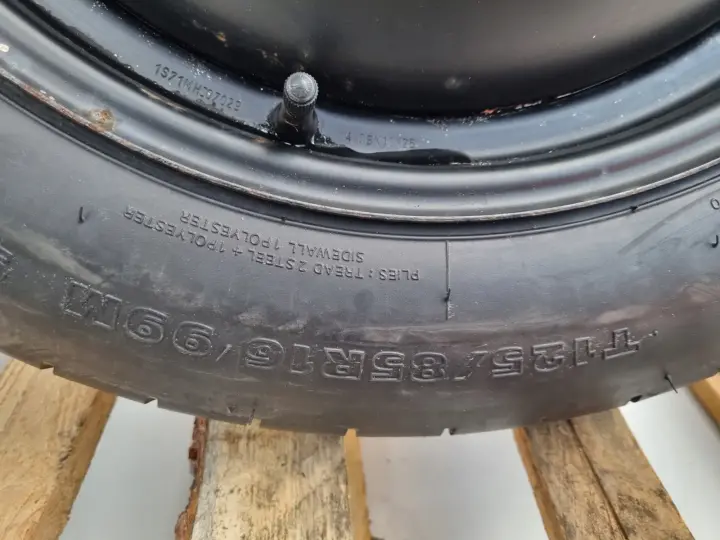 T125/85R16 99M
PLIES : TREAD 2 STEEL + 1 POLYESTER
SIDEWALL 1 POLYESTER